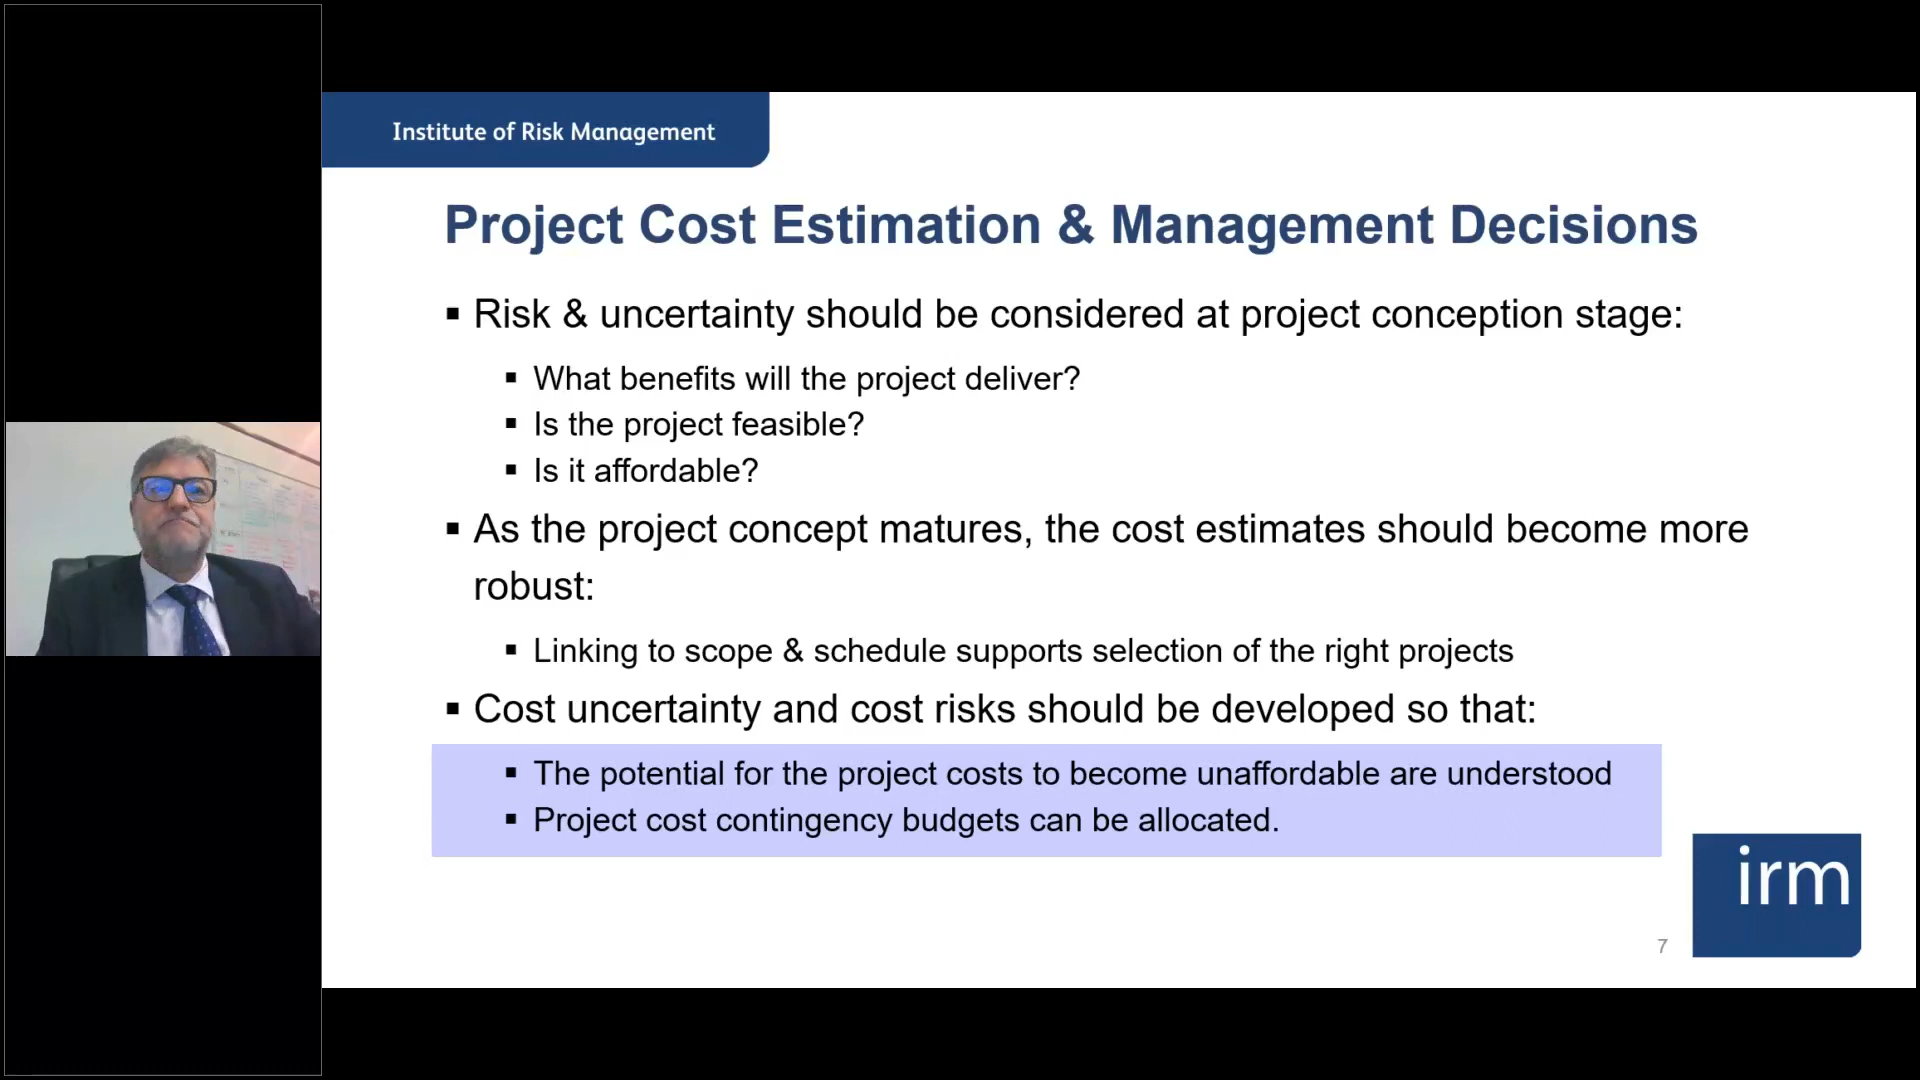 Institute of Risk Management
Project Cost Estimation & Management Decisions
▪ Risk & uncertainty should be considered at project conception stage:
▪ What benefits will the project deliver?
▪ Is the project feasible?
▪ Is it affordable?
▪ As the project concept matures, the cost estimates should become more
robust:
▪ Linking to scope & schedule supports selection of the right projects
▪ Cost uncertainty and cost risks should be developed so that:
▪ The potential for the project costs to become unaffordable are understood
▪ Project cost contingency budgets can be allocated.
irm
7